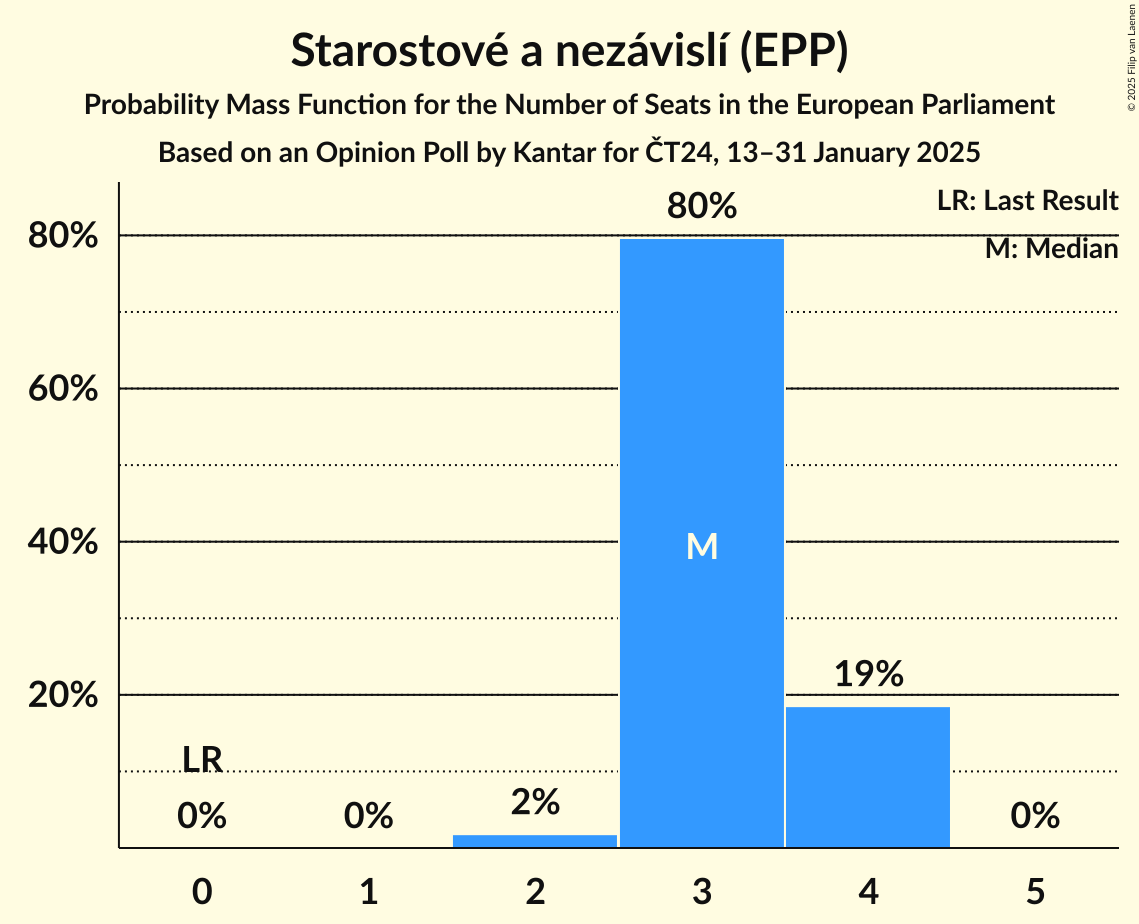 Starostové a nezávislí (EPP)
Probability Mass Function for the Number of Seats in the European Parliament
Based on an Opinion Poll by Kantar for ČT24, 13–31 January 2025
© 2025 Filip van Laenen
LR: Last Result
M: Median
80%
60%
40%
20%
LR
0%
0%
2%
80%
M
19%
0%
0
1
2
3
4
5